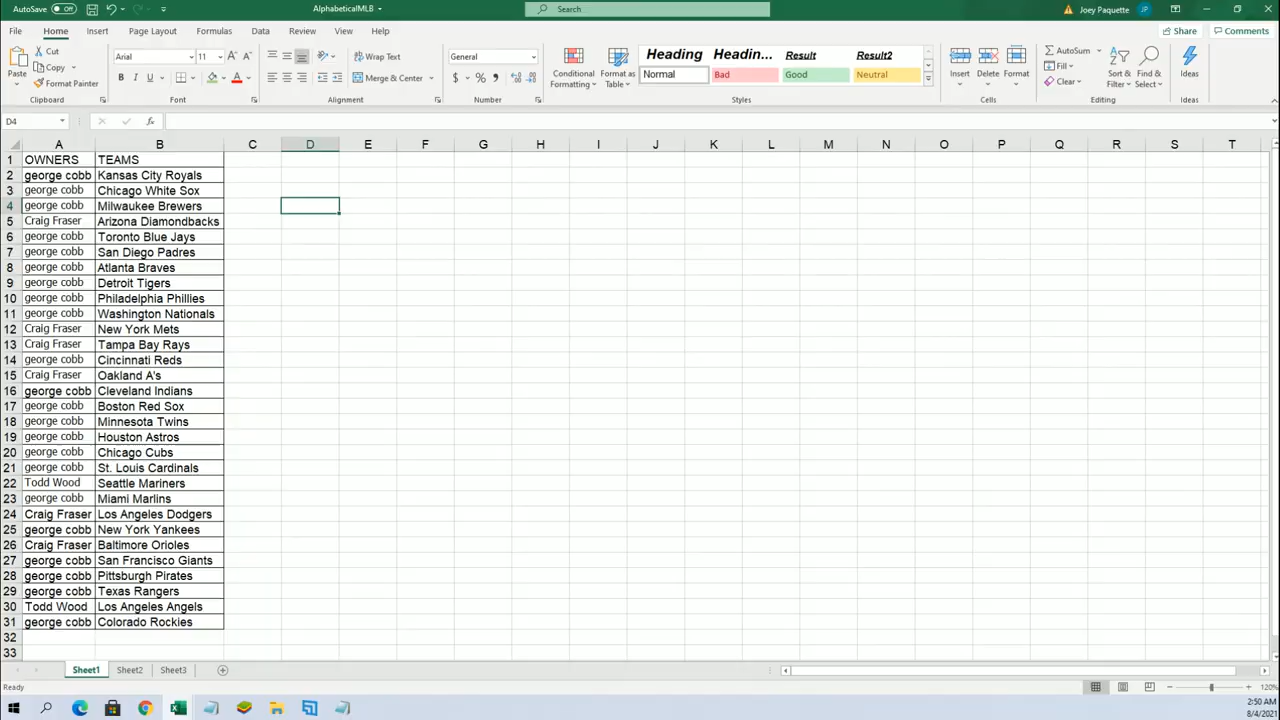 AutoSave Off AlphabeticalMLB Search... Joey Paquette JP
File Home Insert Page Layout Formulas Data Review View Help Share Comments
Paste Cut Copy Format Painter Clipboard
Arial 11 A A B I U A Font
Wrap Text Merge & Center Alignment
General $ % Number
Conditional Formatting Format as Table
Heading Headin... Result Result2
Normal Bad Good Neutral
Styles
Insert Delete Format Cells
AutoSum Fill Clear Sort & Filter Find & Select Editing
Ideas Ideas
D4 fx
A B C D E F G H I J K L M N O P Q R S T
1 OWNERS TEAMS
2 george cobb Kansas City Royals
3 george cobb Chicago White Sox
4 george cobb Milwaukee Brewers
5 Craig Fraser Arizona Diamondbacks
6 george cobb Toronto Blue Jays
7 george cobb San Diego Padres
8 george cobb Atlanta Braves
9 george cobb Detroit Tigers
10 george cobb Philadelphia Phillies
11 george cobb Washington Nationals
12 Craig Fraser New York Mets
13 Craig Fraser Tampa Bay Rays
14 george cobb Cincinnati Reds
15 Craig Fraser Oakland A's
16 george cobb Cleveland Indians
17 george cobb Boston Red Sox
18 george cobb Minnesota Twins
19 george cobb Houston Astros
20 george cobb Chicago Cubs
21 george cobb St. Louis Cardinals
22 Todd Wood Seattle Mariners
23 george cobb Miami Marlins
24 Craig Fraser Los Angeles Dodgers
25 george cobb New York Yankees
26 Craig Fraser Baltimore Orioles
27 george cobb San Francisco Giants
28 george cobb Pittsburgh Pirates
29 george cobb Texas Rangers
30 Todd Wood Los Angeles Angels
31 george cobb Colorado Rockies
32
33
Sheet1 Sheet2 Sheet3
Ready 120%
2:50 AM
8/4/2021